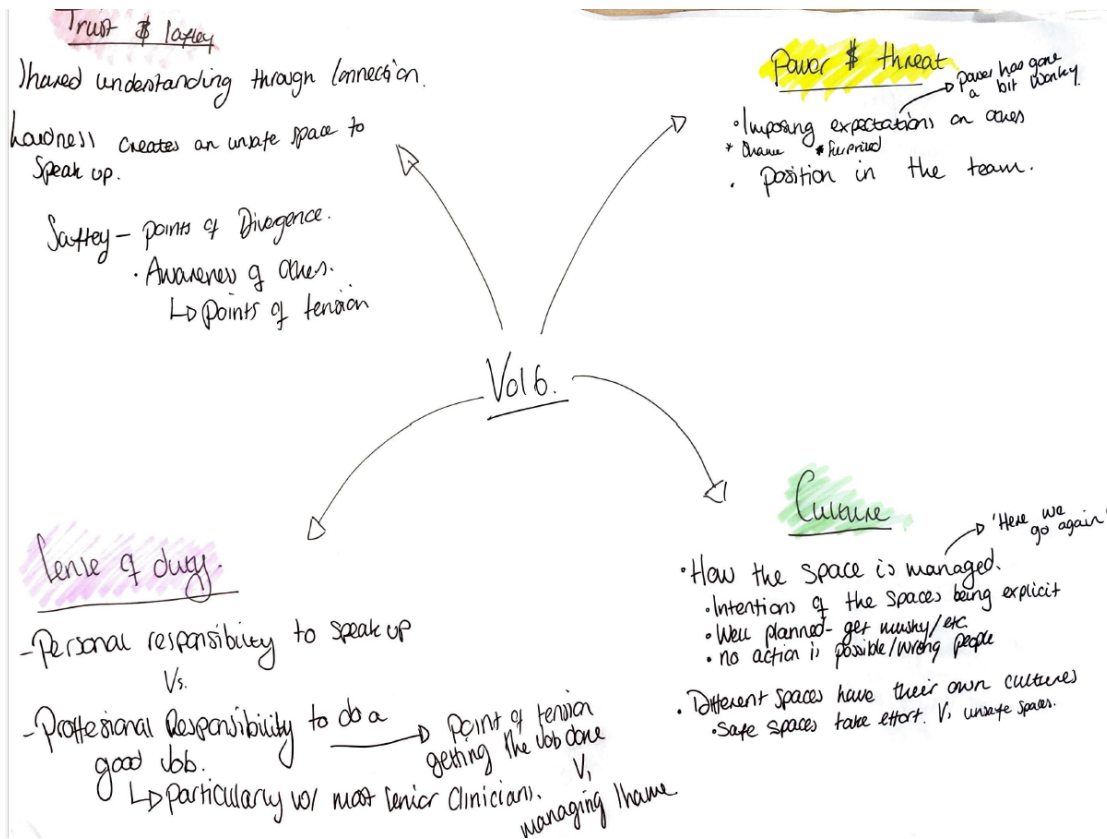 Trust & Saftey
Shared understanding through Connection.
Loudness creates an unsafe space to
speak up.
Saftey - points of Divergence.
• Awareness of others.
↳ points of tension
Power & threat
power has gone
a bit wonky.
• Imposing expectations on others
* Shame * Surprised
• position in the team.
Vol 6.
Sense of duty.
- Personal responsibility to speak up
Vs.
- Proffesional Responsibility to do a
good Job.
↳ particularly w/ most Senior Clinicians.
point of tension
getting the Job done
Vs
managing shame
Culture
'Here we
go again'
• How the space is managed.
• Intentions of the spaces being explicit
• Well planned - get mushy/etc.
• no action is possible/wrong people
• Different spaces have their own cultures
• Safe spaces take effort. Vs unsafe spaces.